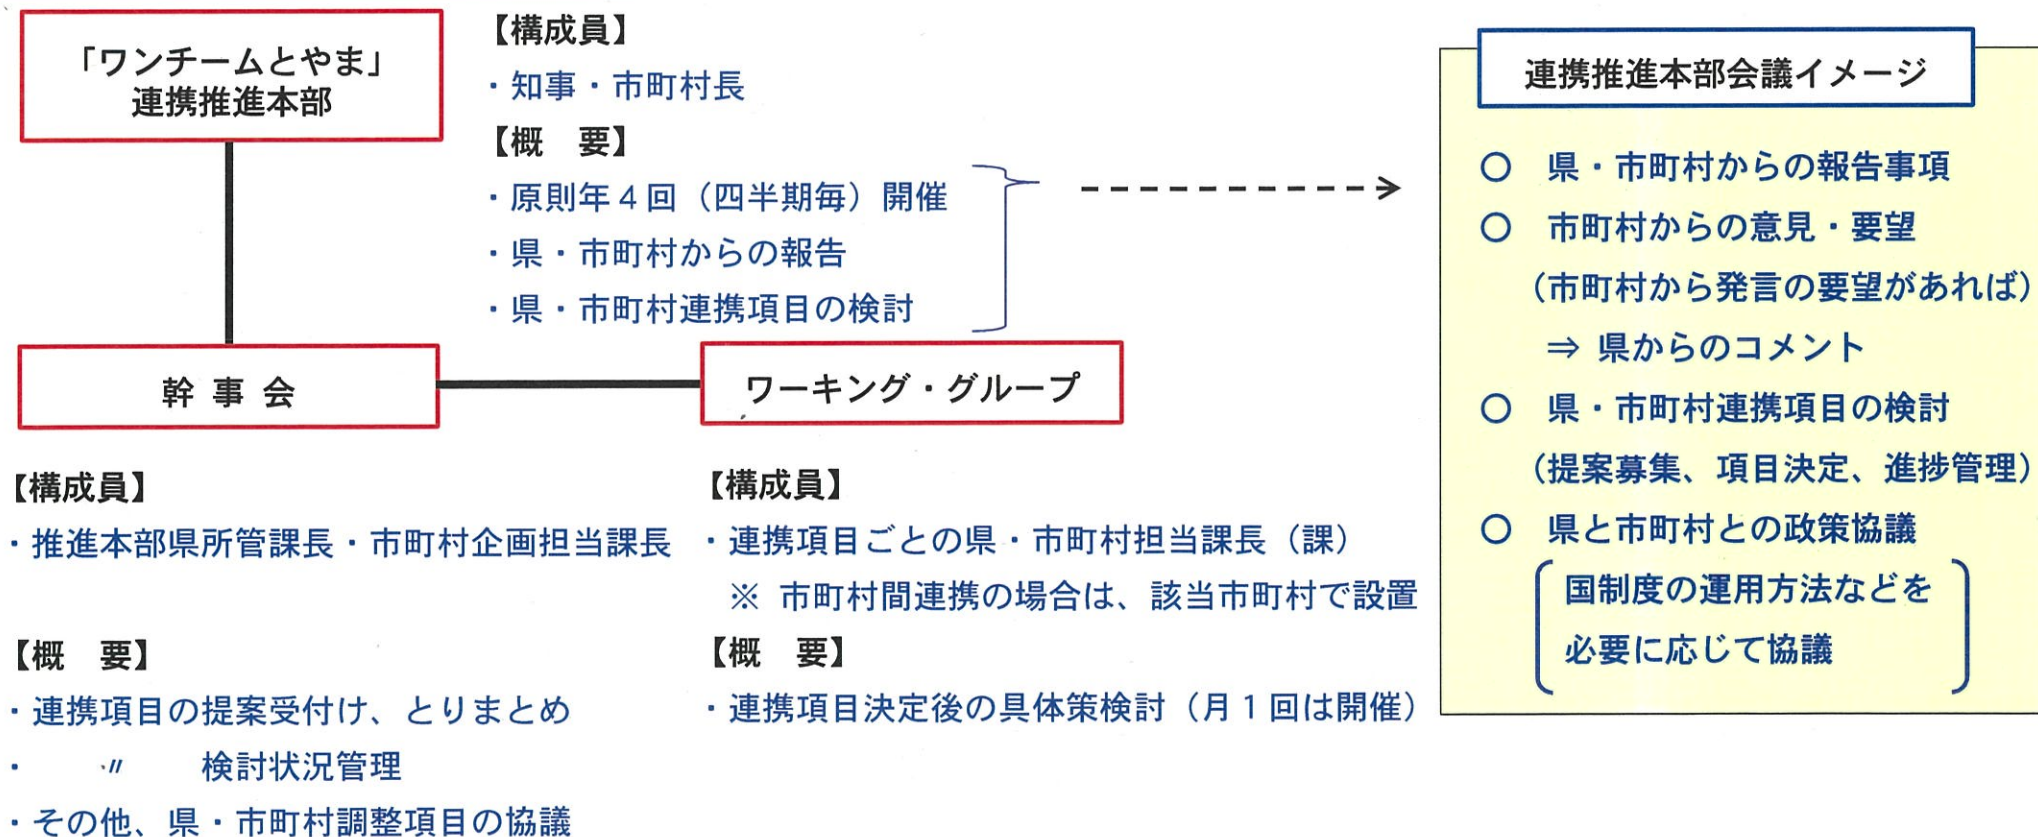 「ワンチームとやま」
連携推進本部
【構成員】
・知事・市町村長
【概　要】
・原則年４回（四半期毎）開催
・県・市町村からの報告
・県・市町村連携項目の検討
幹 事 会
ワーキング・グループ
【構成員】
・推進本部県所管課長・市町村企画担当課長
【概　要】
・連携項目の提案受付け、とりまとめ
・　　〃　　検討状況管理
・その他、県・市町村調整項目の協議
【構成員】
・連携項目ごとの県・市町村担当課長（課）
※ 市町村間連携の場合は、該当市町村で設置
【概　要】
・連携項目決定後の具体策検討（月１回は開催）
連携推進本部会議イメージ
○　県・市町村からの報告事項
○　市町村からの意見・要望
（市町村から発言の要望があれば）
⇒ 県からのコメント
○　県・市町村連携項目の検討
（提案募集、項目決定、進捗管理）
○　県と市町村との政策協議
国制度の運用方法などを
必要に応じて協議